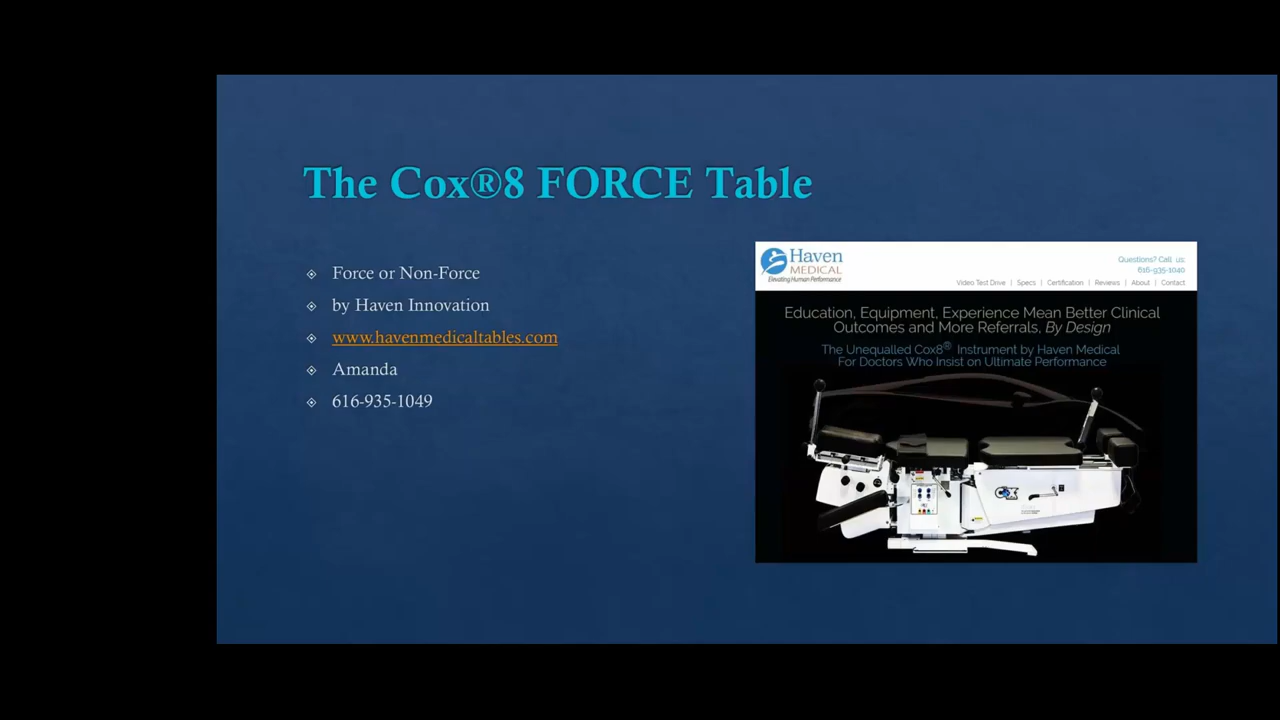 The Cox®8 FORCE Table
Force or Non-Force
by Haven Innovation
www.havenmedicaltables.com
Amanda
616-935-1049
Haven
MEDICAL
Elevating Human Performance
Questions? Call us:
616-935-1040
Video Test Drive | Specs | Certification | Reviews | About | Contact
Education, Equipment, Experience Mean Better Clinical
Outcomes and More Referrals, By Design
The Unequalled Cox8® Instrument by Haven Medical
For Doctors Who Insist on Ultimate Performance
Cox